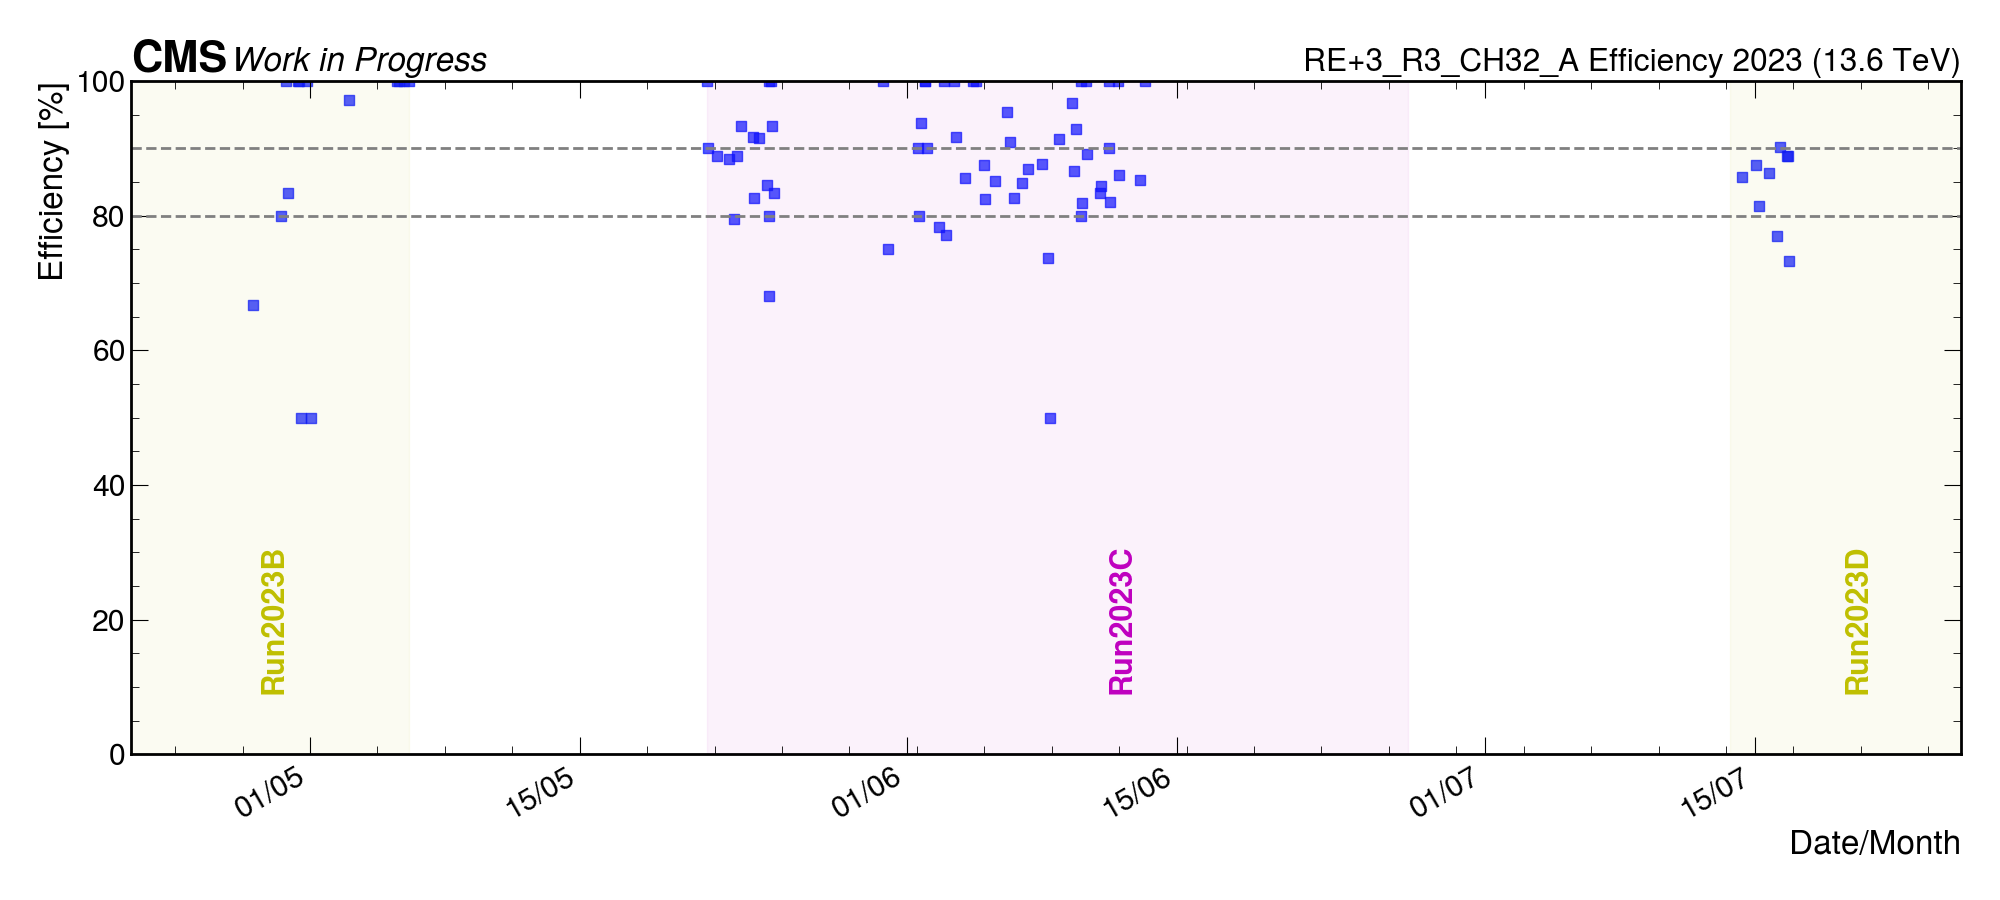 CMS Work in Progress
RE+3_R3_CH32_A Efficiency 2023 (13.6 TeV)
Efficiency [%]
100
80
60
40
20
0
Run2023B
Run2023C
Run2023D
01/05
15/05
01/06
15/06
01/07
15/07
Date/Month